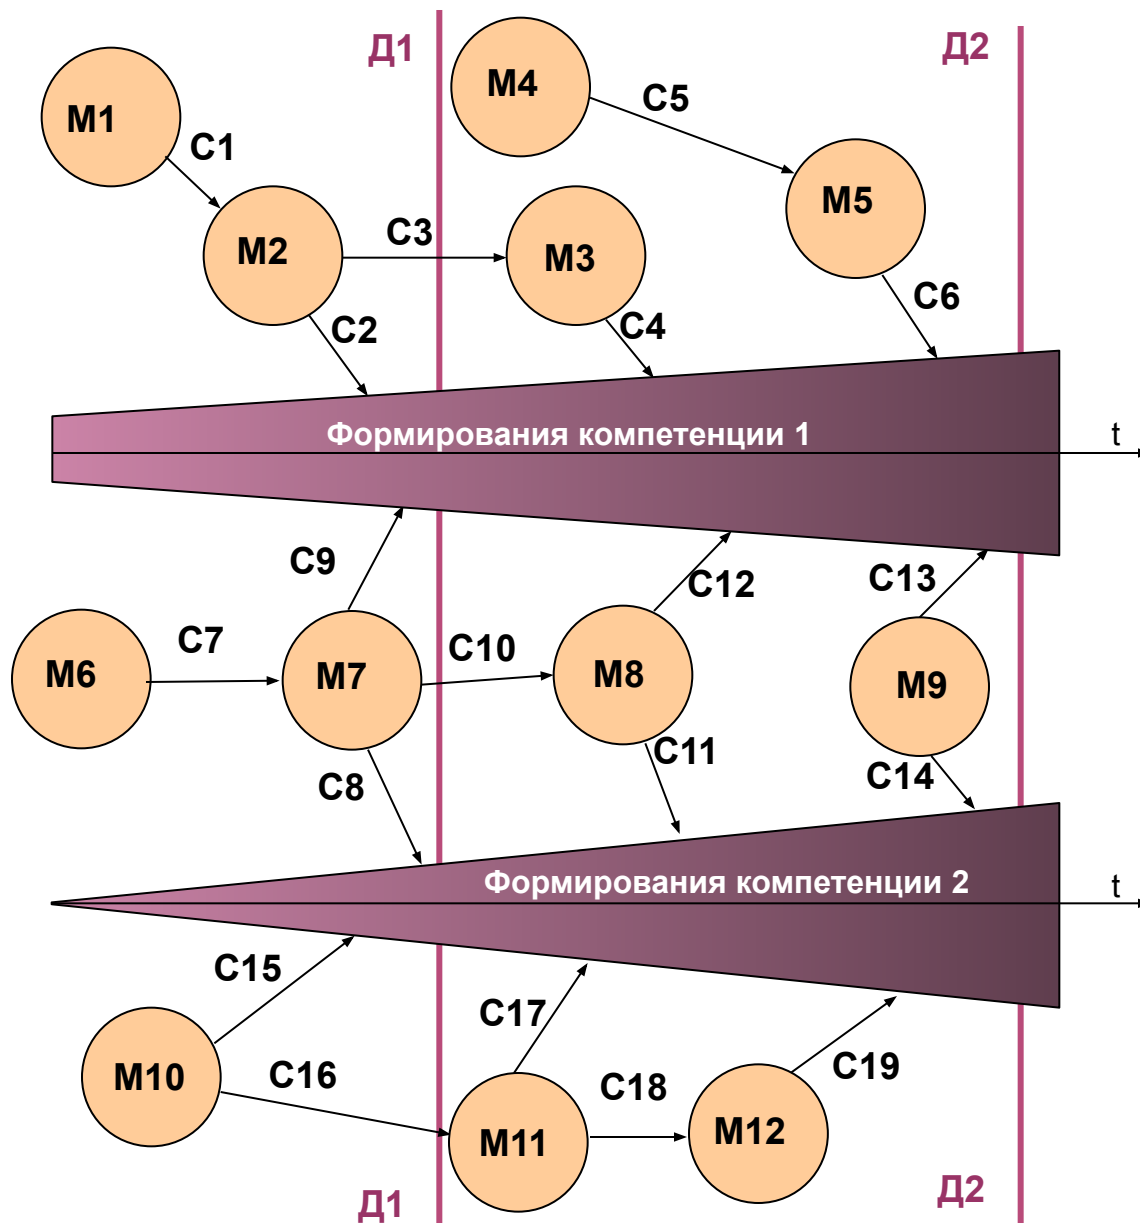 Д1
Д2
М4
М1
С5
С1
М5
С3
М2
М3
С6
С2
С4
Формирования компетенции 1
t
С9
С13
С12
С7
С10
М6
М7
М8
М9
С11
С14
С8
Формирования компетенции 2
t
С15
С17
С19
М10
С16
С18
М11
М12
Д1
Д2